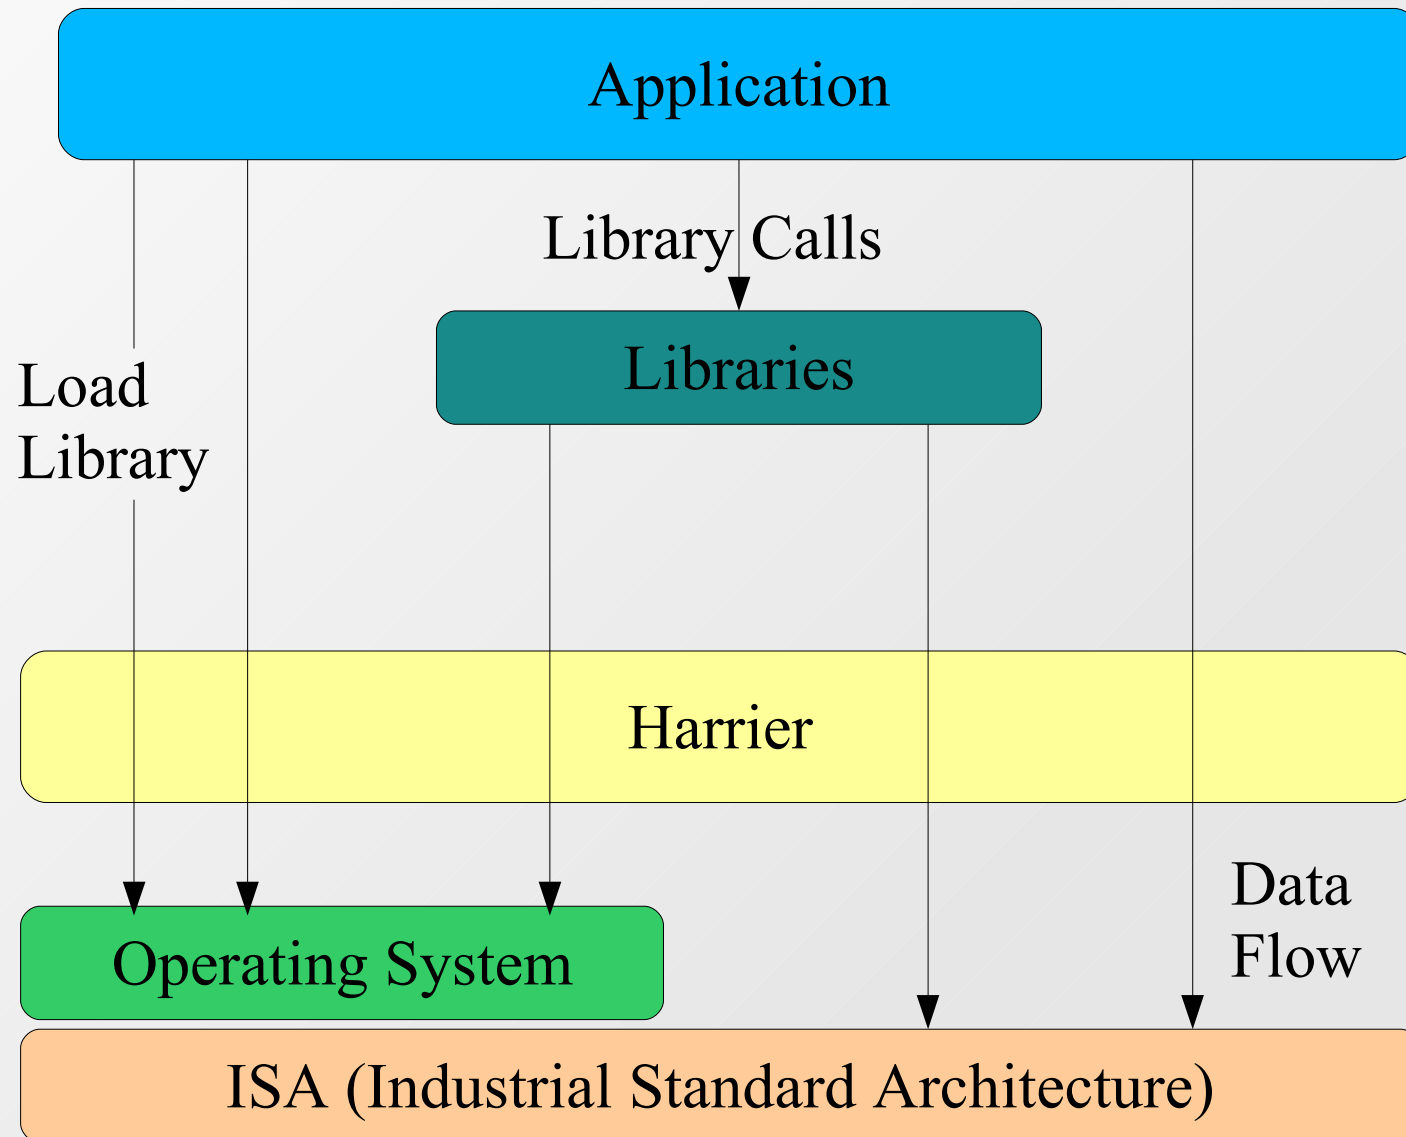 Application
Library Calls
Libraries
Load
Library
Harrier
Data
Flow
Operating System
ISA (Industrial Standard Architecture)